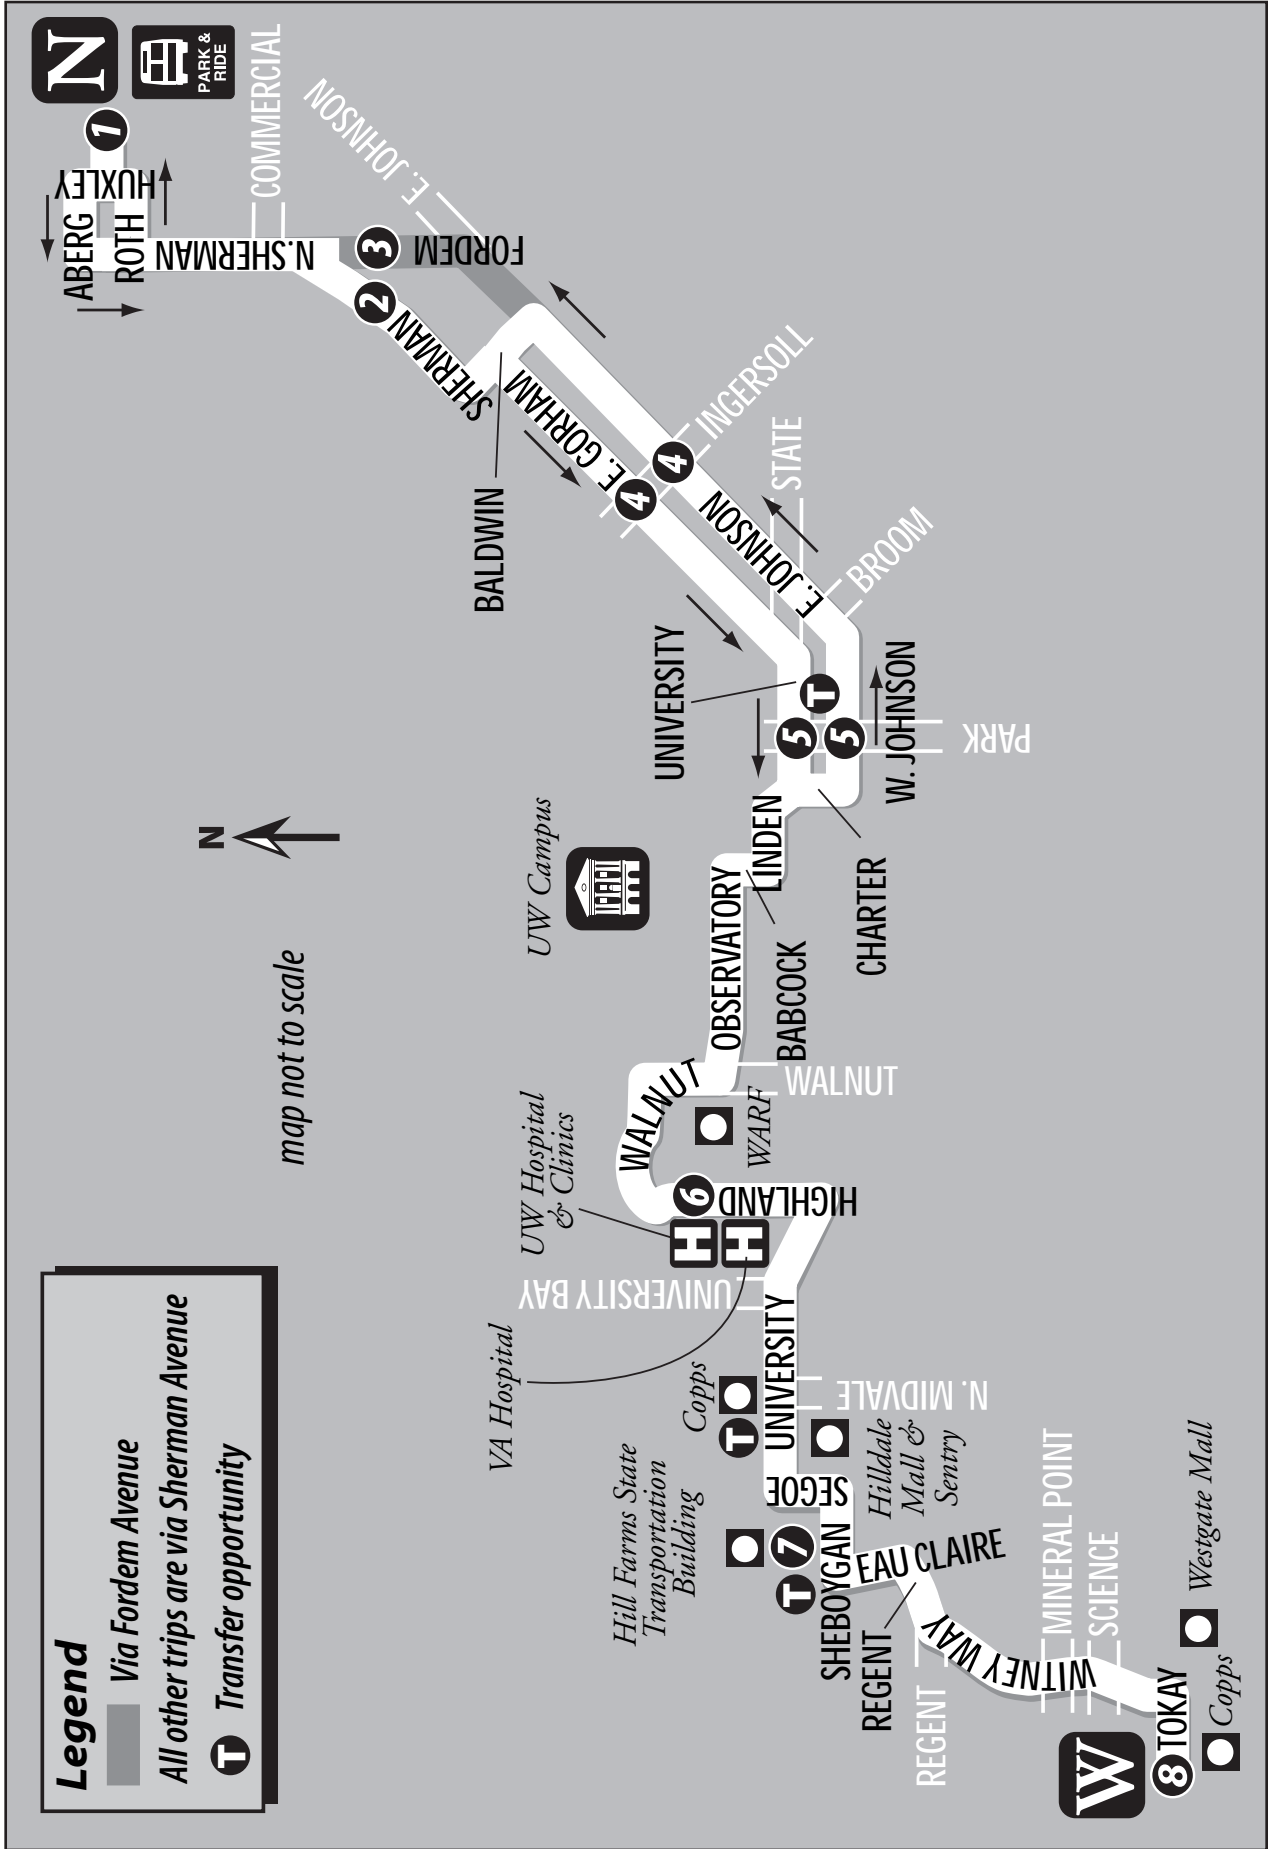 Legend
Via Fordem Avenue
All other trips are via Sherman Avenue
T Transfer opportunity
map not to scale
N
N
PARK &
RIDE
1
HUXLEY
ABERG
ROTH
COMMERCIAL
N.SHERMAN
E. JOHNSON
3
FORDEM
2
SHERMAN
BALDWIN
E. GORHAM
4
4
INGERSOLL
E. JOHNSON
STATE
BROOM
UNIVERSITY
T
5
5
W. JOHNSON
PARK
LINDEN
CHARTER
UW Campus
OBSERVATORY
BABCOCK
WALNUT
WALNUT
WARF
UW Hospital
& Clinics
6
HIGHLAND
H
H
UNIVERSITY BAY
VA Hospital
UNIVERSITY
Copps
T
N. MIDVALE
Hilldale
Mall &
Sentry
SEGOE
Hill Farms State
Transportation
Building
7
T
SHEBOYGAN
EAU CLAIRE
REGENT
REGENT
WITNEY WAY
MINERAL POINT
SCIENCE
Westgate Mall
TOKAY
8
W
Copps